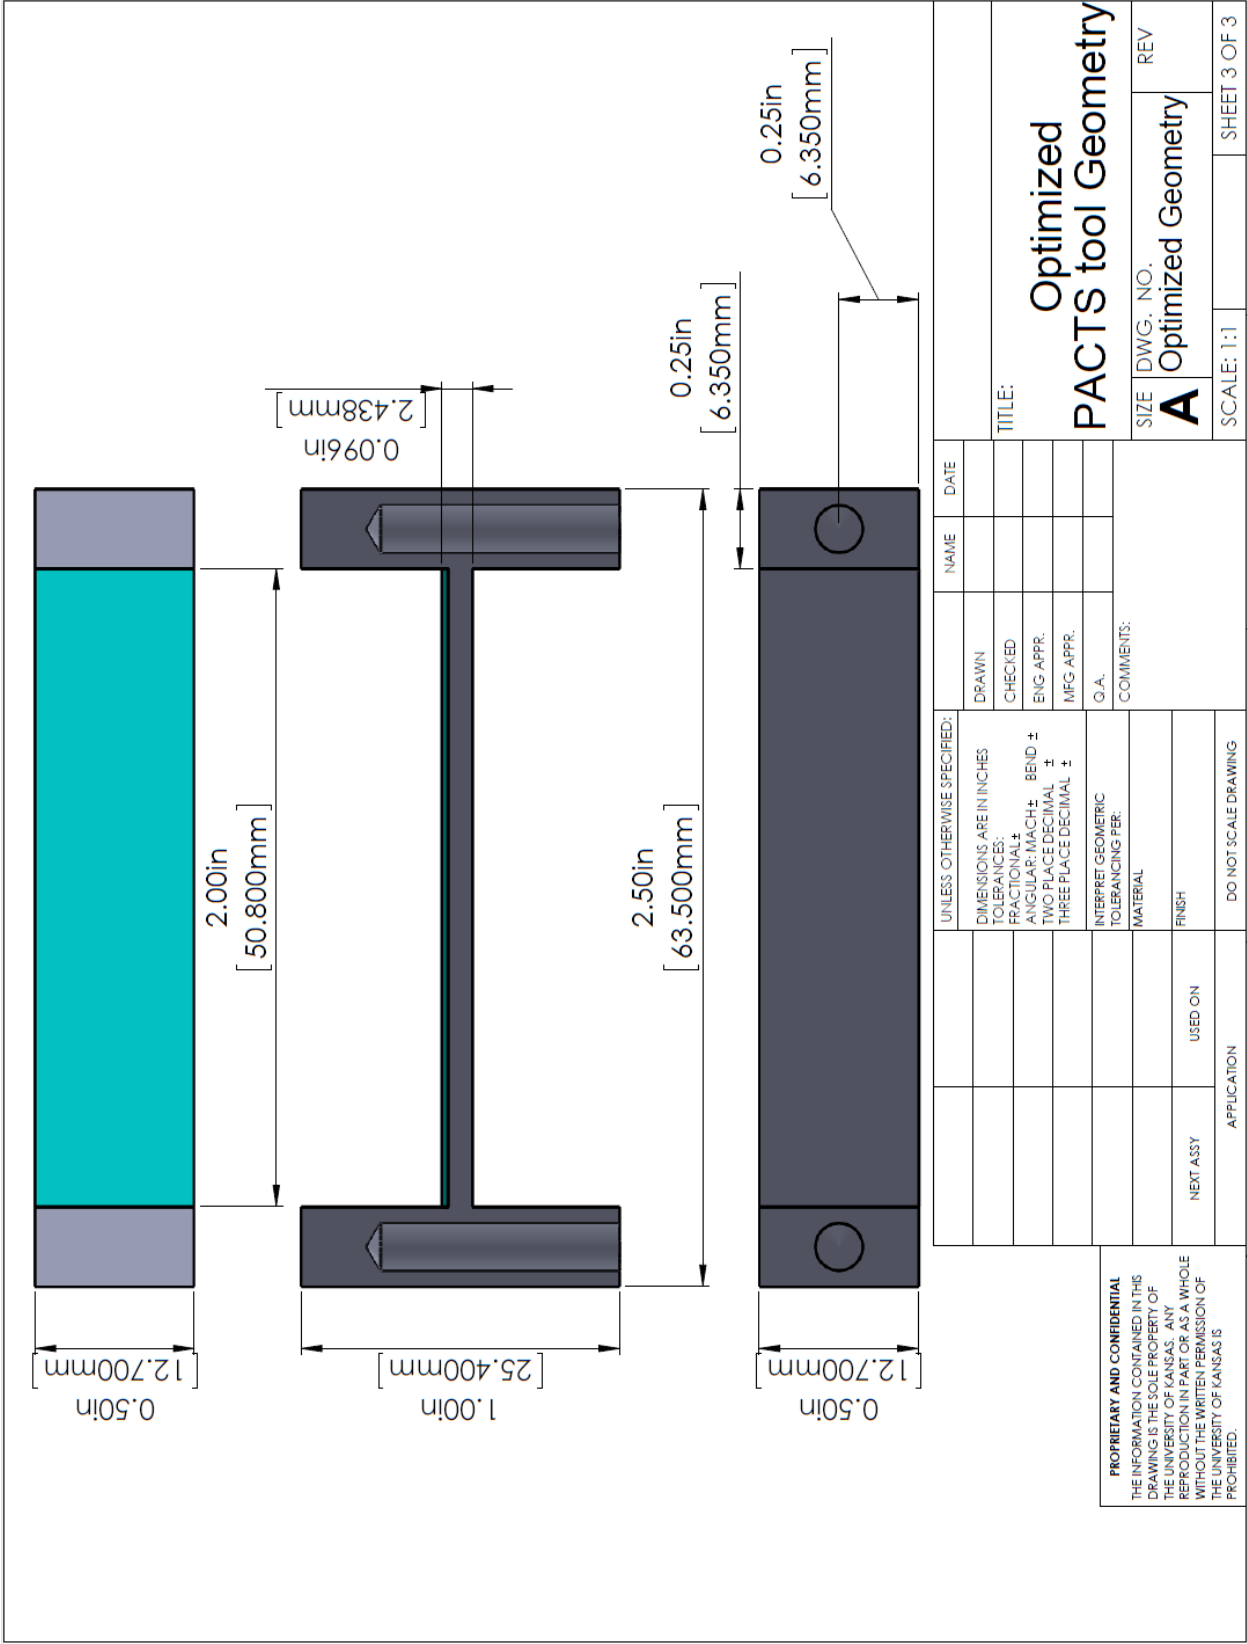 0.50in
[12.700mm]
2.00in
[50.800mm]
0.096in
[2.438mm]
1.00in
[25.400mm]
2.50in
[63.500mm]
0.25in
[6.350mm]
0.25in
[6.350mm]
0.50in
[12.700mm]
PROPRIETARY AND CONFIDENTIAL
THE INFORMATION CONTAINED IN THIS
DRAWING IS THE SOLE PROPERTY OF
THE UNIVERSITY OF KANSAS. ANY
REPRODUCTION IN PART OR AS A WHOLE
WITHOUT THE WRITTEN PERMISSION OF
THE UNIVERSITY OF KANSAS IS
PROHIBITED.
NEXT ASSY
USED ON
APPLICATION
UNLESS OTHERWISE SPECIFIED:
DIMENSIONS ARE IN INCHES
TOLERANCES:
FRACTIONAL±
ANGULAR: MACH± BEND ±
TWO PLACE DECIMAL ±
THREE PLACE DECIMAL ±
INTERPRET GEOMETRIC
TOLERANCING PER:
MATERIAL
FINISH
DO NOT SCALE DRAWING
NAME
DATE
DRAWN
CHECKED
ENG APPR.
MFG APPR.
Q.A.
COMMENTS:
TITLE:
Optimized
PACTS tool Geometry
SIZE
A
DWG. NO.
Optimized Geometry
REV
SCALE: 1:1
SHEET 3 OF 3